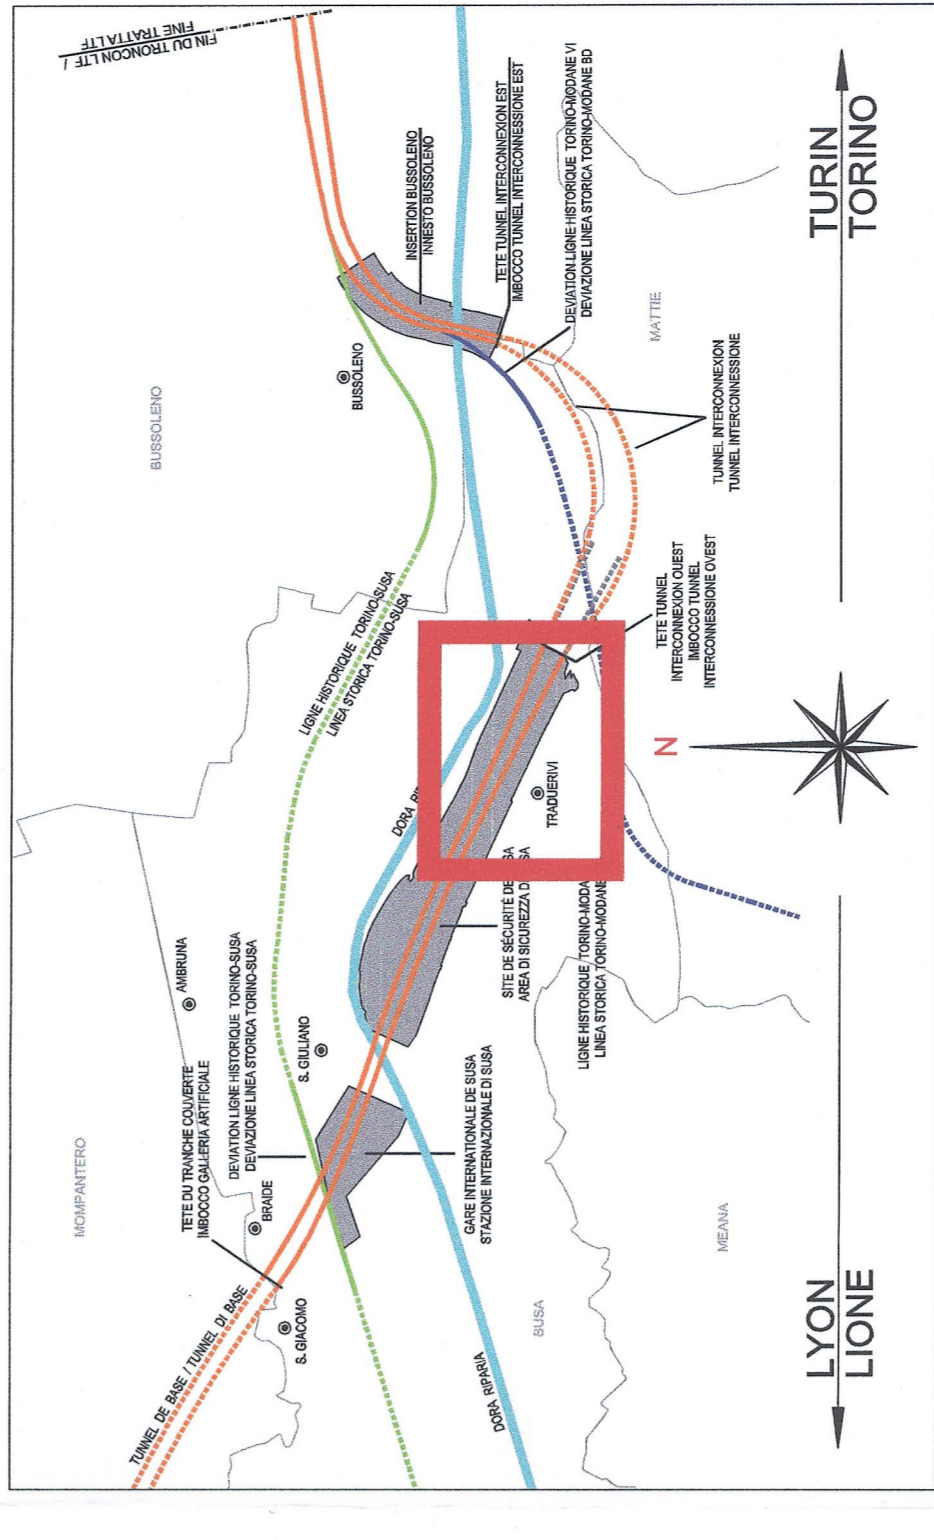 FIN DU TRONCON LTF /
FINE TRATTA LTF
MOMPANTERO
BUSSOLENO
AMBRUNA
TETE DU TRANCHE COUVERTE
IMBOCCO GALLERIA ARTIFICIALE
DEVIATION LIGNE HISTORIQUE TORINO-SUSA
DEVIAZIONE LINEA STORICA TORINO-SUSA
TUNNEL DE BASE / TUNNEL DI BASE
BRAIDE
S. GIACOMO
S. GIULIANO
LIGNE HISTORIQUE TORINO-SUSA
LINEA STORICA TORINO-SUSA
BUSSOLENO
INSERTION BUSSOLENO
INNESTO BUSSOLENO
DORA
GARE INTERNATIONALE DE SUSA
STAZIONE INTERNAZIONALE DI SUSA
DORA RIPARIA
SUSA
SITE DE SÉCURITÉ
AREA DI SICUREZZA
TRADUERIVI
TETE TUNNEL INTERCONNEXION EST
IMBOCCO TUNNEL INTERCONNESSIONE EST
DEVIATION LIGNE HISTORIQUE TORINO-MODANE VI
DEVIAZIONE LINEA STORICA TORINO-MODANE BD
LIGNE HISTORIQUE TORINO-MODA
LINEA STORICA TORINO-MODANE
MATTIE
TETE TUNNEL
INTERCONNEXION OUEST
IMBOCCO TUNNEL
INTERCONNESSIONE OVEST
TUNNEL INTERCONNEXION
TUNNEL INTERCONNESSIONE
MEANA
N
LYON
LIONE
TURIN
TORINO